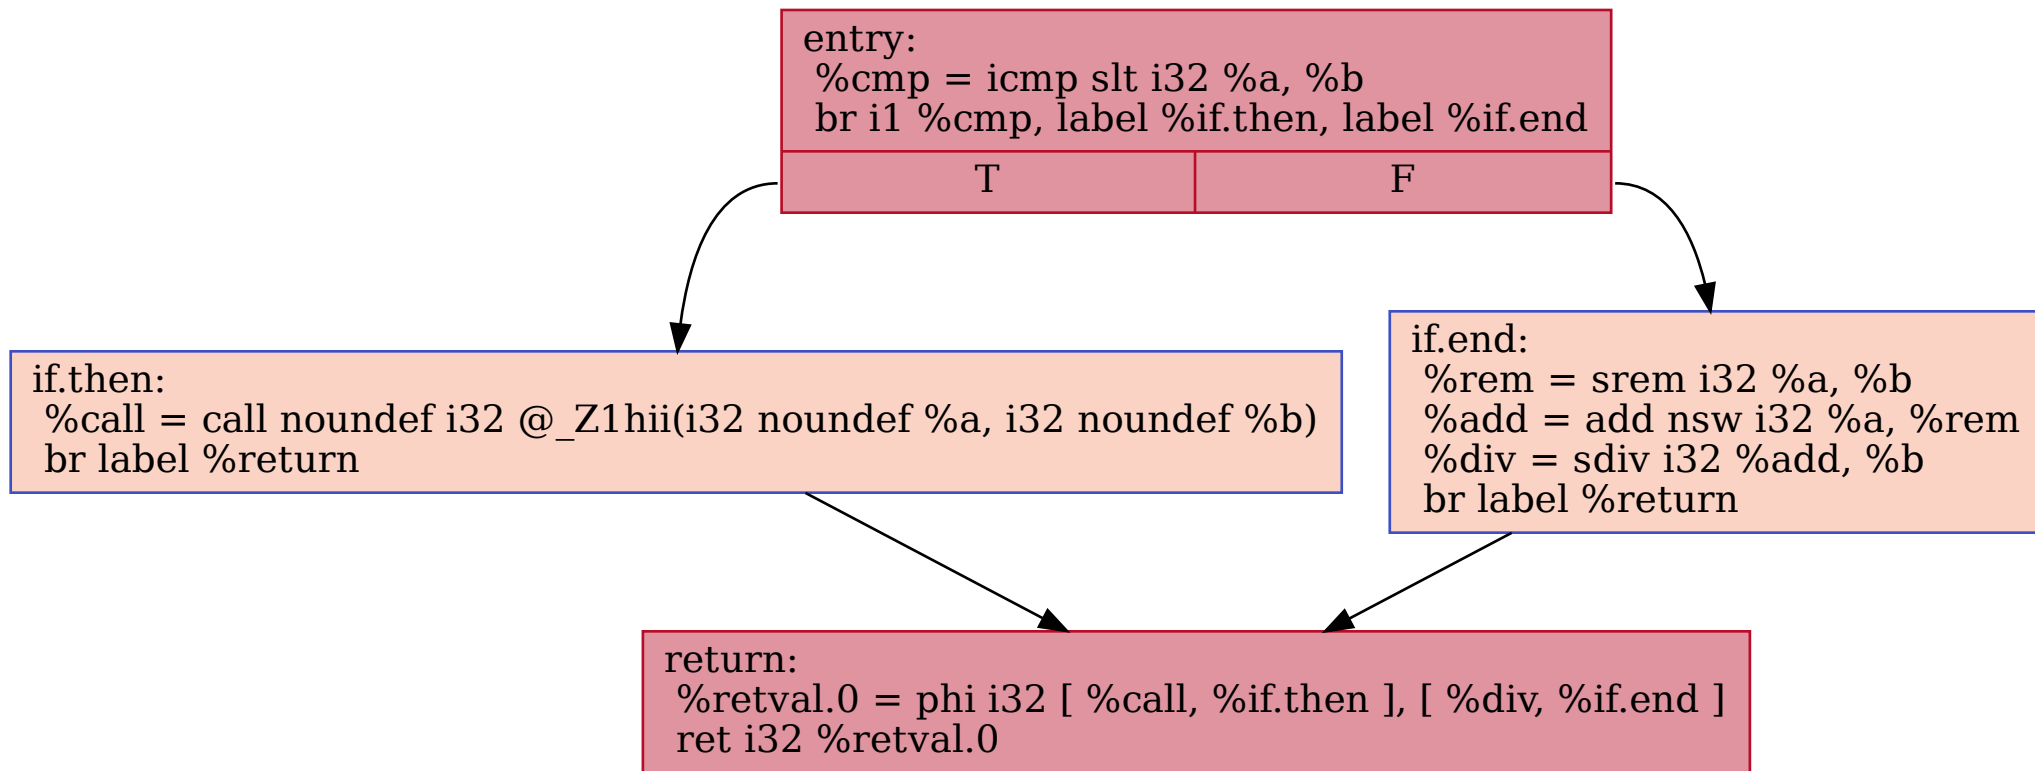 entry:
%cmp = icmp slt i32 %a, %b
br i1 %cmp, label %if.then, label %if.end
T F
if.then:
%call = call noundef i32 @_Z1hii(i32 noundef %a, i32 noundef %b)
br label %return
if.end:
%rem = srem i32 %a, %b
%add = add nsw i32 %a, %rem
%div = sdiv i32 %add, %b
br label %return
return:
%retval.0 = phi i32 [ %call, %if.then ], [ %div, %if.end ]
ret i32 %retval.0